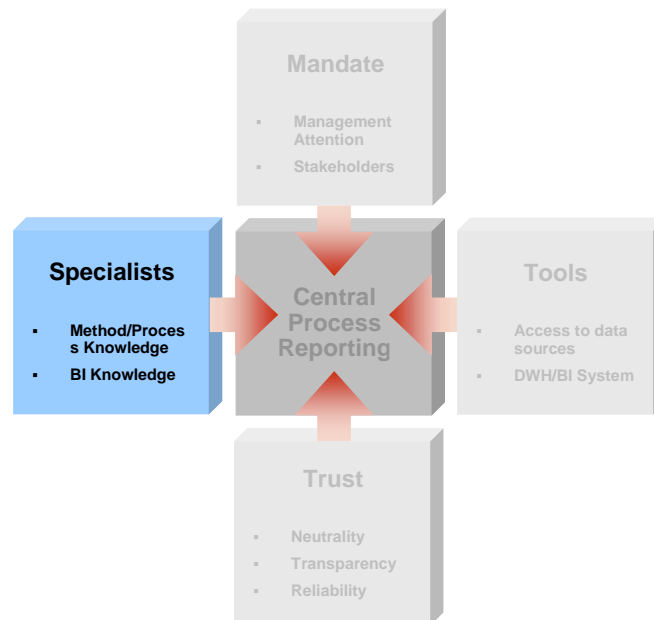 Mandate
▪ Management
Attention
▪ Stakeholders
Specialists
▪ Method/Proces
s Knowledge
▪ BI Knowledge
Central
Process
Reporting
Tools
▪ Access to data
sources
▪ DWH/BI System
Trust
▪ Neutrality
▪ Transparency
▪ Reliability